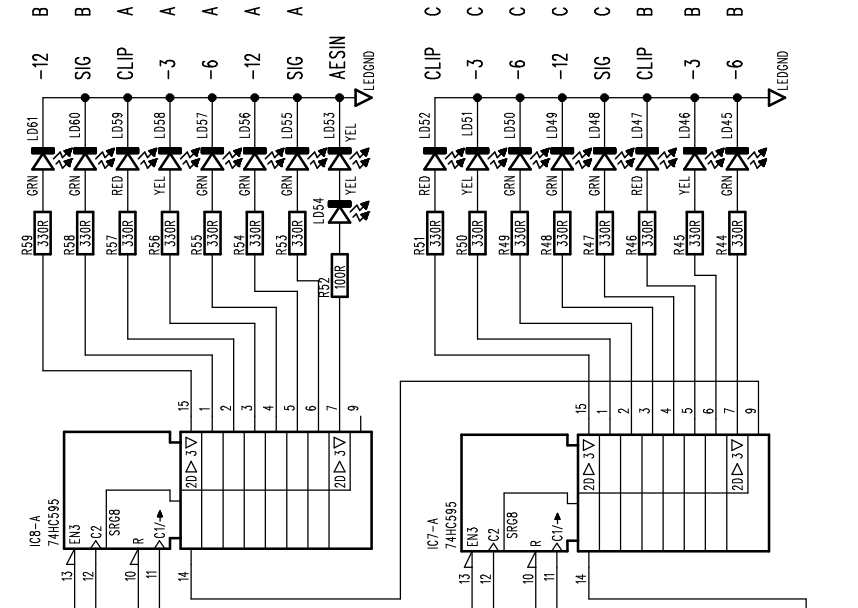 B B A A A A A C C C C C B B B
-12 SIG CLIP -3 -6 -12 SIG AESIN CLIP -3 -6 -12 SIG CLIP -3 -6
LEDGND LEDGND
LD61 LD60 LD59 LD58 LD57 LD56 LD55 LD53 YEL LD52 LD51 LD50 LD49 LD48 LD47 LD46 LD45
GRN GRN RED YEL GRN GRN GRN YEL RED YEL GRN GRN GRN RED YEL GRN
LD54
R59 330R R58 330R R57 330R R56 330R R55 330R R54 330R R53 330R R51 330R R50 330R R49 330R R48 330R R47 330R R46 330R R45 330R R44 330R
R52 100R
15 1 2 3 4 5 6 7 9 15 1 2 3 4 5 6 7 9
2D 3 2D 3 2D 3 2D 3
IC8-A 74HC595 EN3 C2 SRG8 R C1/→
IC7-A 74HC595 EN3 C2 SRG8 R C1/→
13 12 10 11 14 13 12 10 11 14